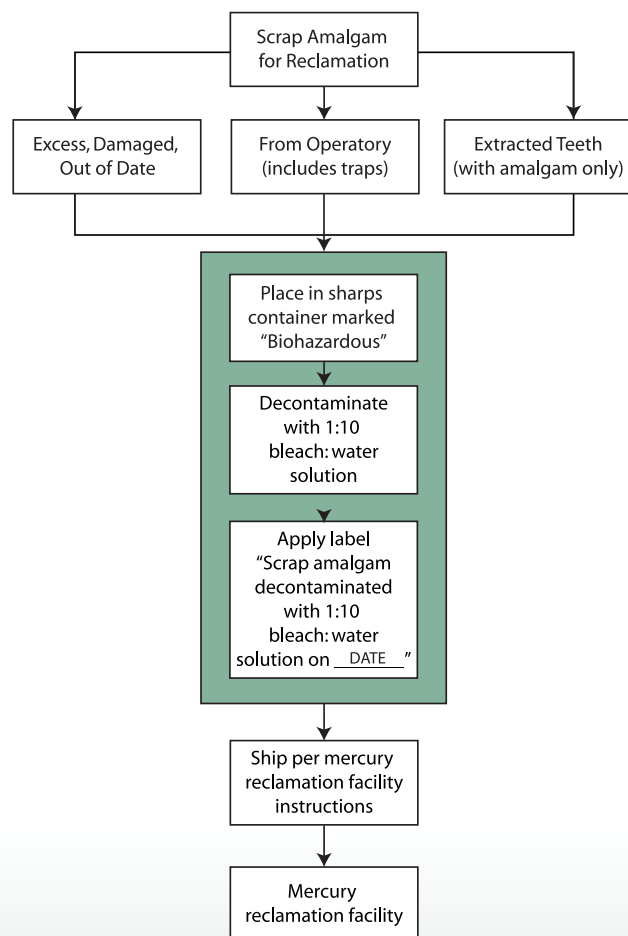 Scrap Amalgam
for Reclamation
Excess, Damaged,
Out of Date
From Operatory
(includes traps)
Extracted Teeth
(with amalgam only)
Place in sharps
container marked
“Biohazardous”
Decontaminate
with 1:10
bleach: water
solution
Apply label
“Scrap amalgam
decontaminated
with 1:10
bleach: water
solution on DATE”
Ship per mercury
reclamation facility
instructions
Mercury
reclamation facility